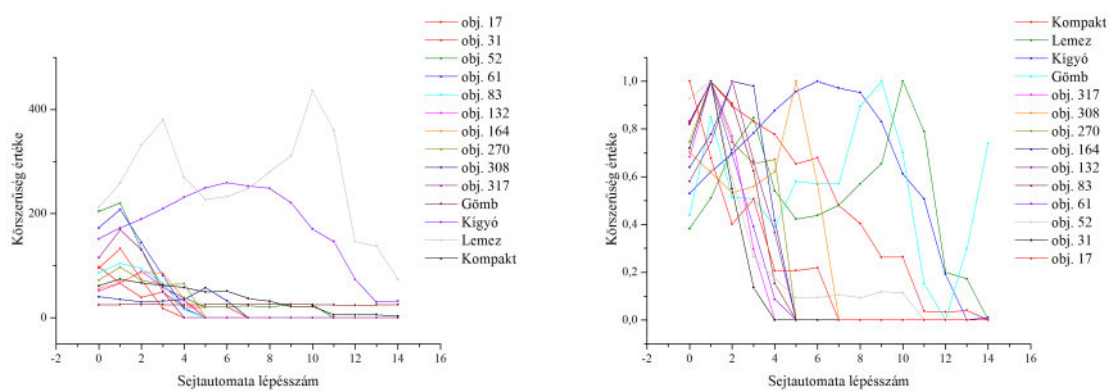 400
200
0
-2
0
2
4
6
8
10
12
14
16
Körszerűség értéke
Sejtautomata lépésszám
obj. 17
obj. 31
obj. 52
obj. 61
obj. 83
obj. 132
obj. 164
obj. 270
obj. 308
obj. 317
Gömb
Kígyó
Lemez
Kompakt
1,0
0,8
0,6
0,4
0,2
0,0
-2
0
2
4
6
8
10
12
14
16
Körszerűség értéke
Sejtautomata lépésszám
Kompakt
Lemez
Kígyó
Gömb
obj. 317
obj. 308
obj. 270
obj. 164
obj. 132
obj. 83
obj. 61
obj. 52
obj. 31
obj. 17